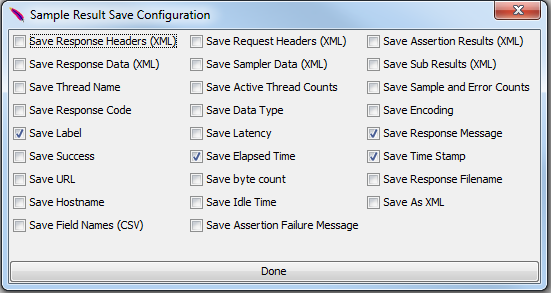 Sample Result Save Configuration
Save Response Headers (XML) Save Request Headers (XML) Save Assertion Results (XML)
Save Response Data (XML) Save Sampler Data (XML) Save Sub Results (XML)
Save Thread Name Save Active Thread Counts Save Sample and Error Counts
Save Response Code Save Data Type Save Encoding
Save Label Save Latency Save Response Message
Save Success Save Elapsed Time Save Time Stamp
Save URL Save byte count Save Response Filename
Save Hostname Save Idle Time Save As XML
Save Field Names (CSV) Save Assertion Failure Message
Done